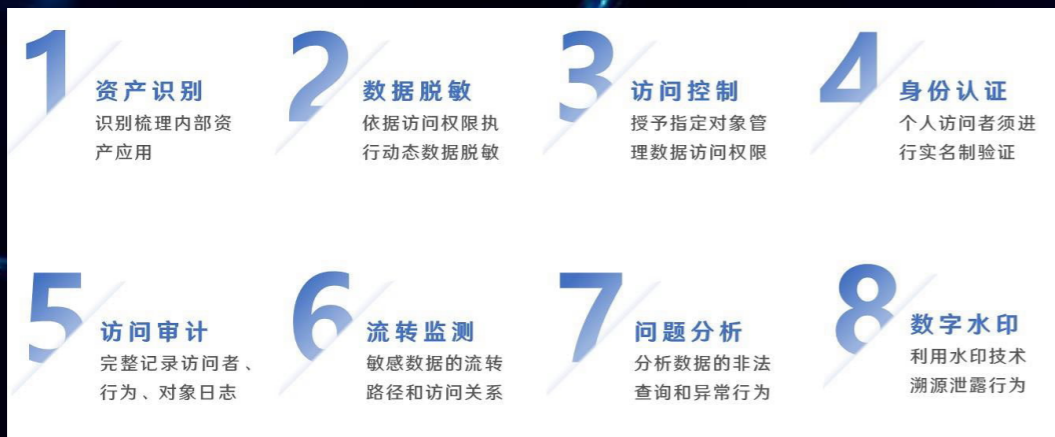 1
资产识别
识别梳理内部资
产应用
2
数据脱敏
依据访问权限执
行动态数据脱敏
3
访问控制
授予指定对象管
理数据访问权限
4
身份认证
个人访问者须进
行实名制验证
5
访问审计
完整记录访问者、
行为、对象日志
6
流转监测
敏感数据的流转
路径和访问关系
7
问题分析
分析数据的非法
查询和异常行为
8
数字水印
利用水印技术
溯源泄露行为